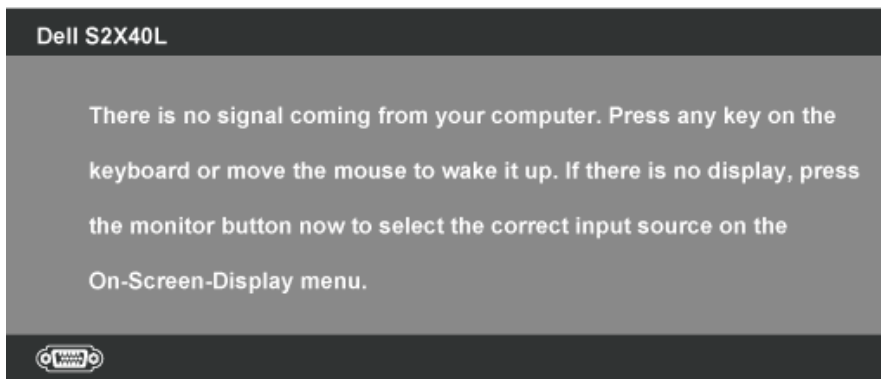 Dell S2X40L
There is no signal coming from your computer. Press any key on the
keyboard or move the mouse to wake it up. If there is no display, press
the monitor button now to select the correct input source on the
On-Screen-Display menu.